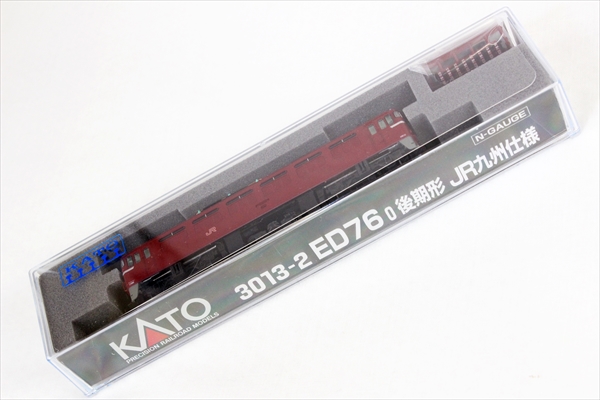 KATO
N-GAUGE
JR
KATO
PRECISION RAILROAD MODELS
3013-2 ED76 0 後期形 JR九州仕様